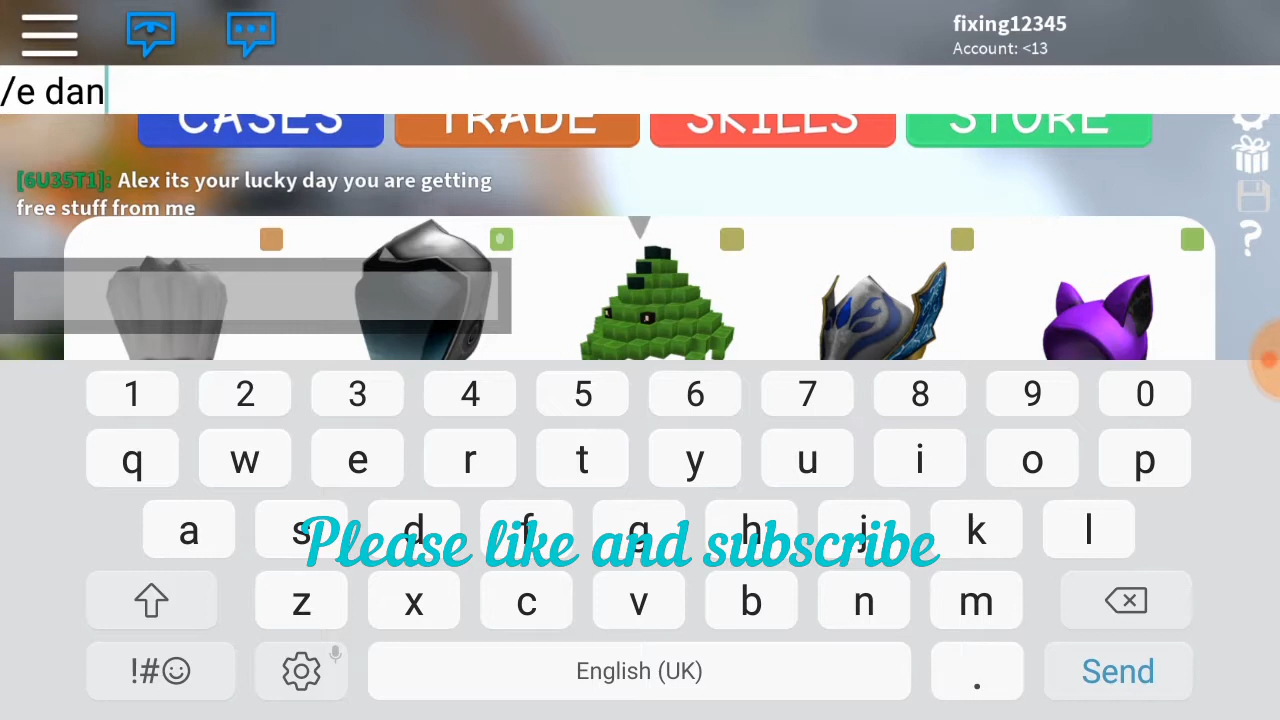 fixing12345
Account: <13
/e dan
CASES TRADE SKILLS STORE
[6U35T1]: Alex its your lucky day you are getting
free stuff from me
?
1 2 3 4 5 6 7 8 9 0
q w e r t y u i o p
a s d f g h j k l
Please like and subscribe
z x c v b n m
!#☺ English (UK) . Send